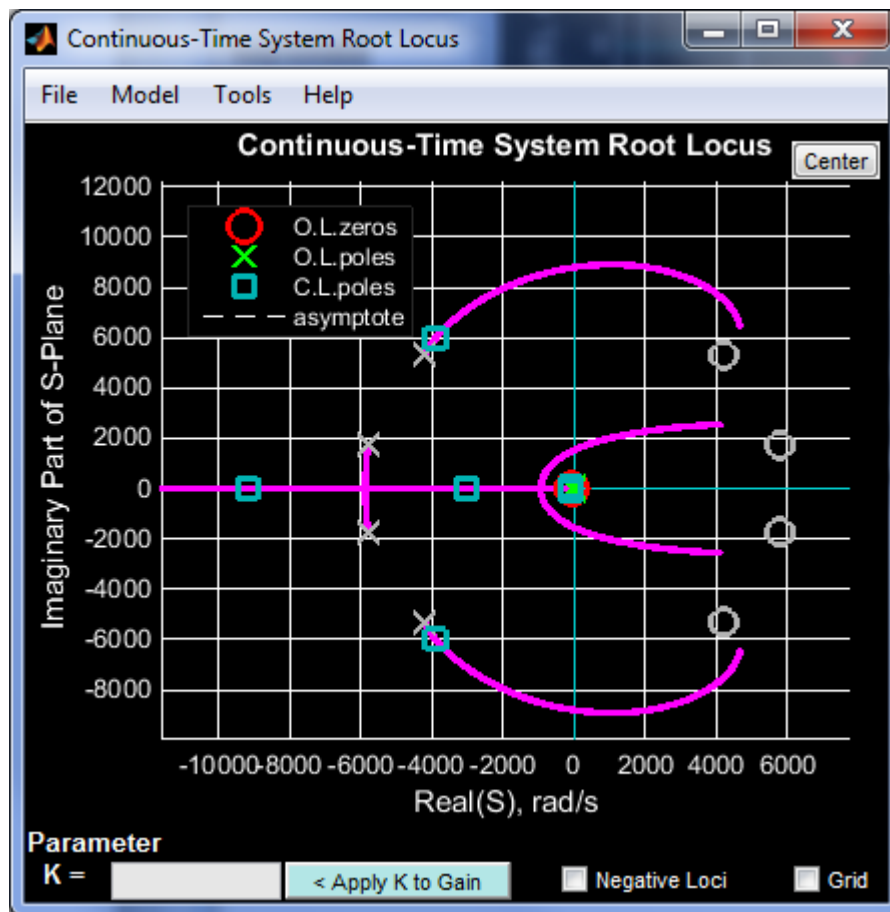 Continuous-Time System Root Locus
File Model Tools Help
Continuous-Time System Root Locus
Center
12000
10000
8000
6000
4000
2000
0
-2000
-4000
-6000
-8000
Imaginary Part of S-Plane
O.L.zeros
O.L.poles
C.L.poles
asymptote
-10000 -8000 -6000 -4000 -2000 0 2000 4000 6000
Real(S), rad/s
Parameter
K = < Apply K to Gain Negative Loci Grid